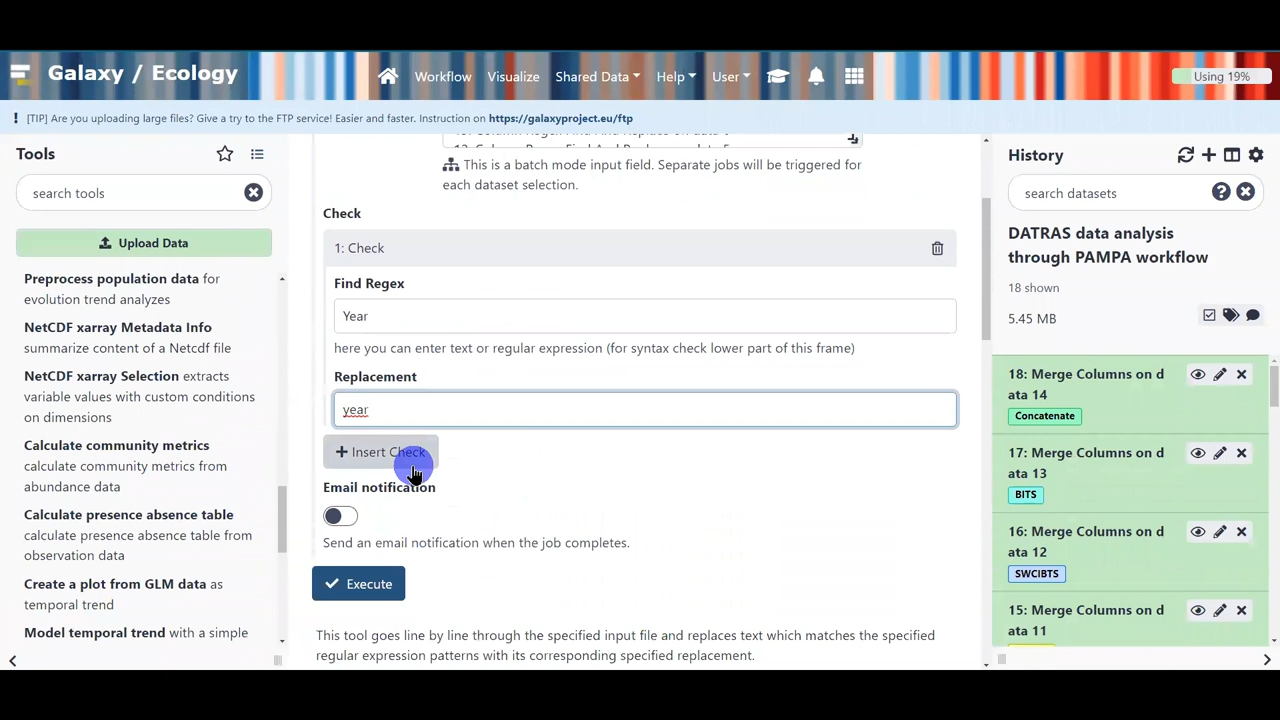 Galaxy / Ecology
Workflow
Visualize
Shared Data
Help
User
Using 19%
! [TIP] Are you uploading large files? Give a try to the FTP service! Easier and faster. Instruction on https://galaxyproject.eu/ftp
Tools
search tools
Upload Data
Preprocess population data for
evolution trend analyzes
NetCDF xarray Metadata Info
summarize content of a Netcdf file
NetCDF xarray Selection extracts
variable values with custom conditions
on dimensions
Calculate community metrics
calculate community metrics from
abundance data
Calculate presence absence table
calculate presence absence table from
observation data
Create a plot from GLM data as
temporal trend
Model temporal trend with a simple
This is a batch mode input field. Separate jobs will be triggered for
each dataset selection.
Check
1: Check
Find Regex
Year
here you can enter text or regular expression (for syntax check lower part of this frame)
Replacement
year
+ Insert Check
Email notification
Send an email notification when the job completes.
Execute
This tool goes line by line through the specified input file and replaces text which matches the specified
regular expression patterns with its corresponding specified replacement.
History
search datasets
DATRAS data analysis
through PAMPA workflow
18 shown
5.45 MB
18: Merge Columns on d
ata 14
Concatenate
17: Merge Columns on d
ata 13
BITS
16: Merge Columns on d
ata 12
SWCIBTS
15: Merge Columns on d
ata 11